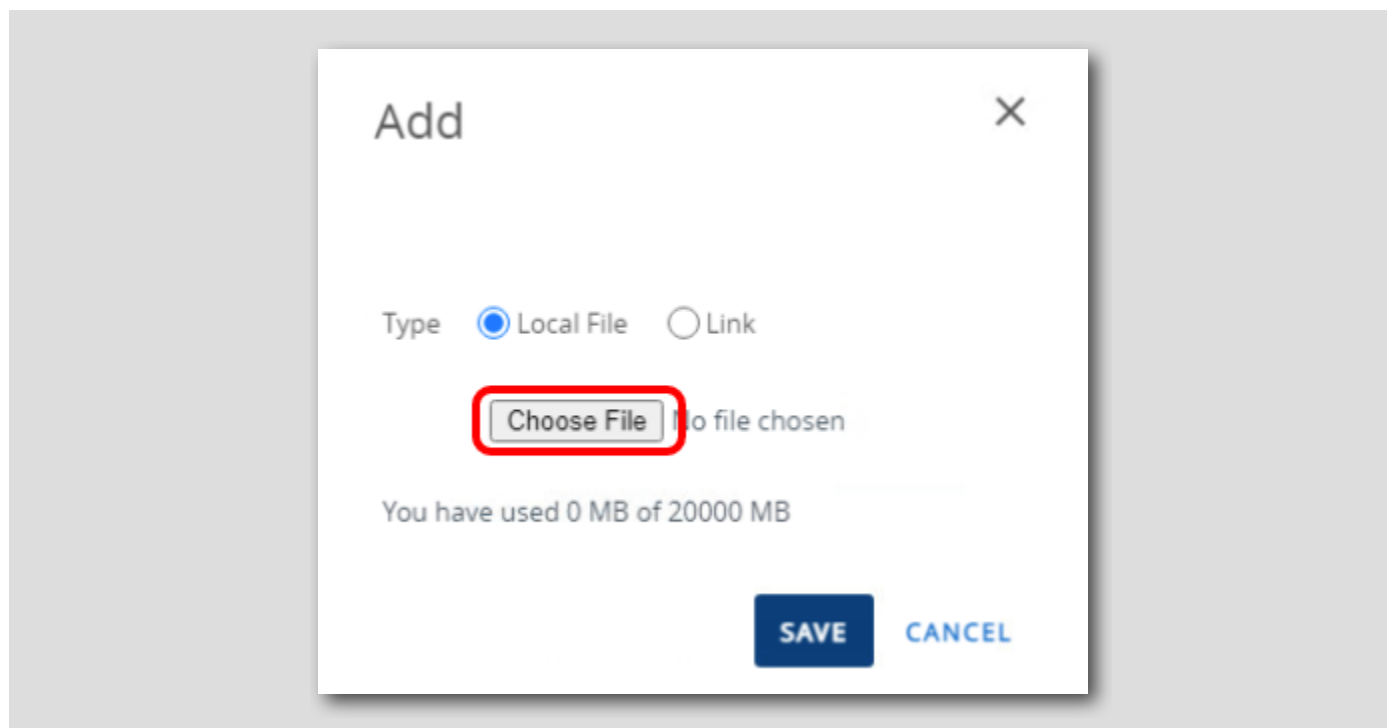 Add
Type Local File Link
Choose File No file chosen
You have used 0 MB of 20000 MB
SAVE CANCEL